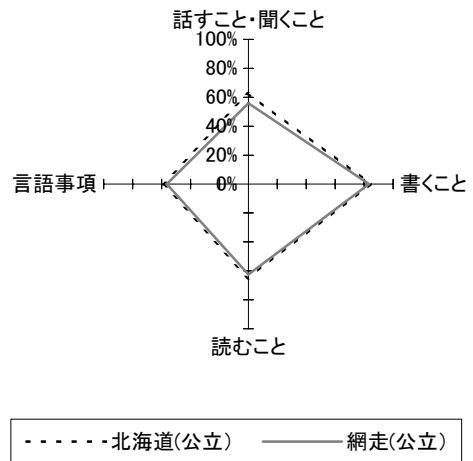 話すこと・聞くこと
100%
80%
60%
40%
20%
0%
言語事項
書くこと
読むこと
北海道(公立)
網走(公立)